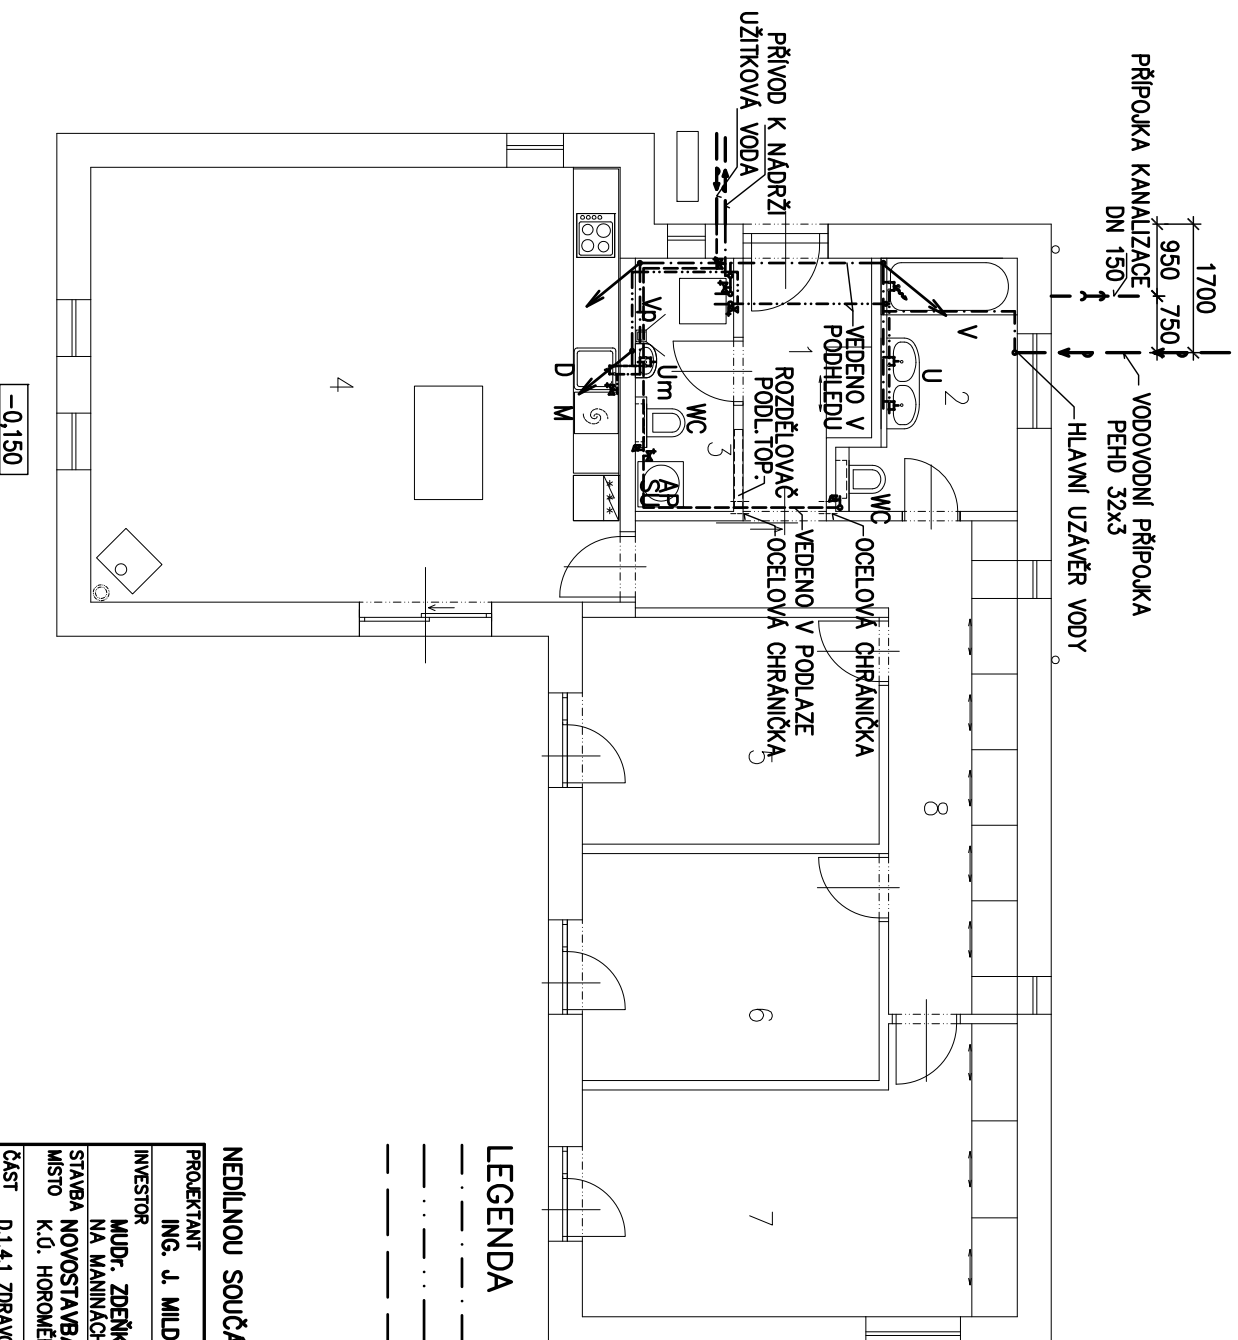 PŘÍVOD K NÁDRŽI
UŽITKOVÁ VODA
PŘÍPOJKA KANALIZACE
DN 150
1700
950
750
VODOVODNÍ PŘÍPOJKA
PEHD 32x3
HLAVNÍ UZÁVĚR VODY
V
U
2
WC
VEDENO V
PODHLEDU
1
ROZDĚLOVAČ
PODL.TOP.
OCELOVÁ CHRÁNIČKA
VEDENO V PODLAZE
OCELOVÁ CHRÁNIČKA
Vp
Um
WC
3
AP
D
M
4
5
6
7
8
-0,150
LEGENDA
NEDÍLNOU SOUČÁ
PROJEKTANT
ING. J. MILD
INVESTOR
MUDr. ZDEŇK
NA MANINÁCH
STAVBA NOVOSTAVBA
MÍSTO K.Ú. HOROMĚ
ČÁST D.1.4.1 ZDRAVO